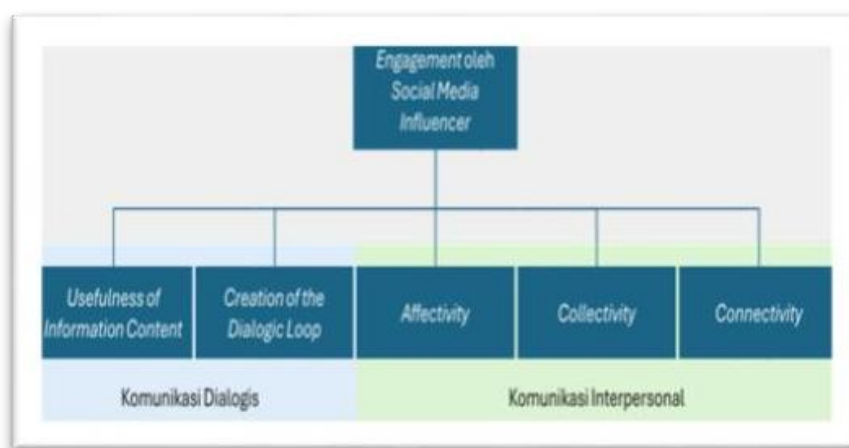 Engagement oleh
Social Media
Influencer
Usefulness of
Information Content
Creation of the
Dialogic Loop
Affectivity
Collectivity
Connectivity
Komunikasi Dialogis
Komunikasi Interpersonal